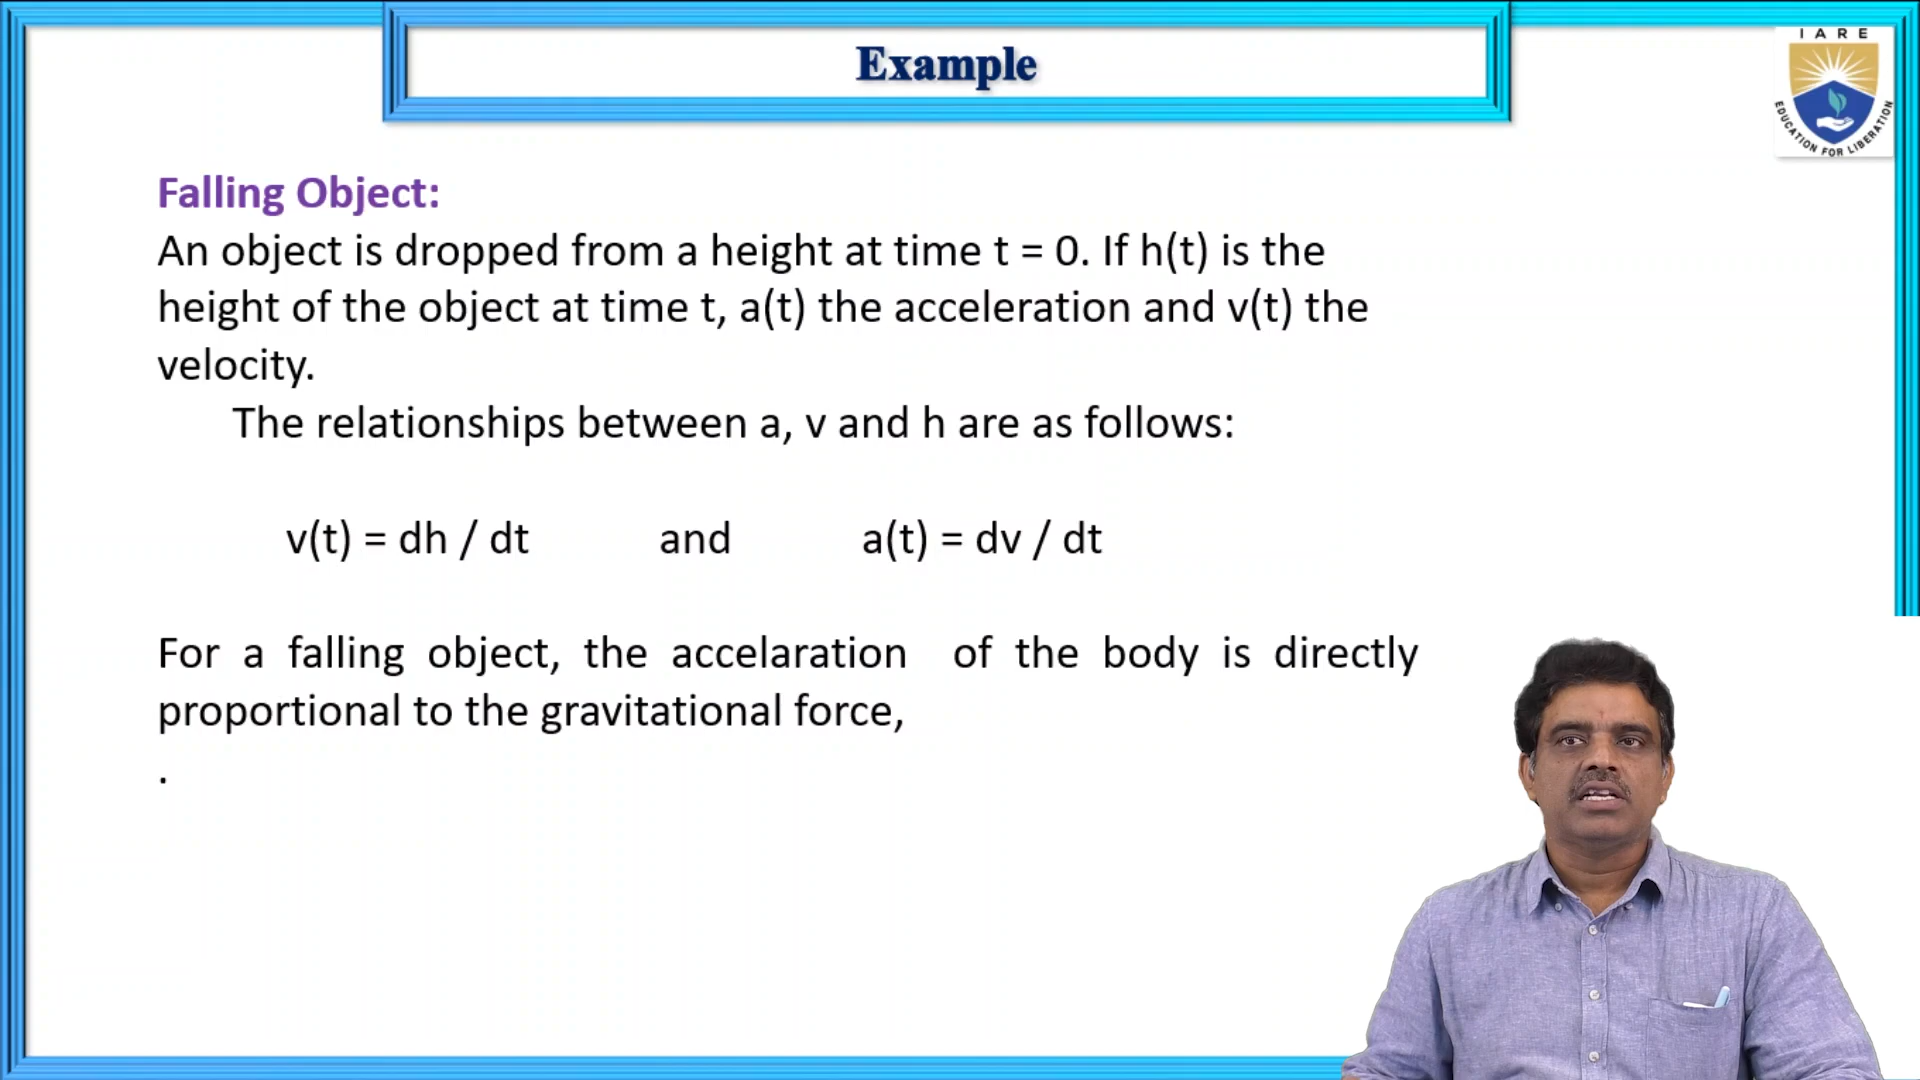 Example
IARE
EDUCATION FOR LIBERATION
Falling Object:
An object is dropped from a height at time t = 0. If h(t) is the
height of the object at time t, a(t) the acceleration and v(t) the
velocity.
The relationships between a, v and h are as follows:
v(t) = dh / dt and a(t) = dv / dt
For a falling object, the accelaration of the body is directly
proportional to the gravitational force,
.